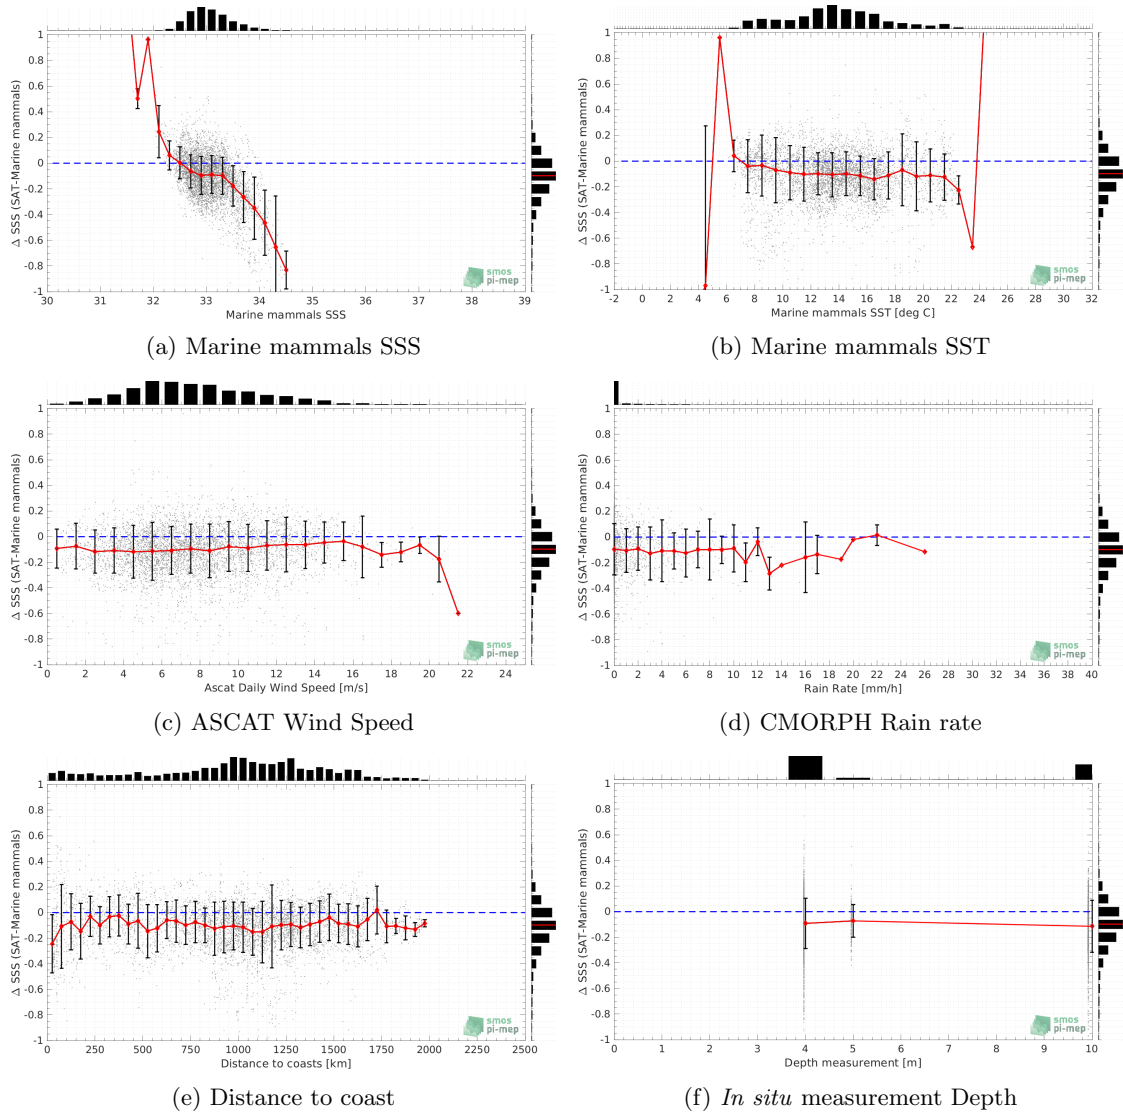 1
0.8
0.6
0.4
0.2
0
-0.2
-0.4
-0.6
-0.8
-1
Δ SSS (SAT-Marine mammals)
30 31 32 33 34 35 36 37 38 39
Marine mammals SSS
smos
pi-mep
(a) Marine mammals SSS
1
0.8
0.6
0.4
0.2
0
-0.2
-0.4
-0.6
-0.8
-1
Δ SSS (SAT-Marine mammals)
-2 0 2 4 6 8 10 12 14 16 18 20 22 24 26 28 30 32
Marine mammals SST [deg C]
smos
pi-mep
(b) Marine mammals SST
1
0.8
0.6
0.4
0.2
0
-0.2
-0.4
-0.6
-0.8
-1
Δ SSS (SAT-Marine mammals)
0 2 4 6 8 10 12 14 16 18 20 22 24
Ascat Daily Wind Speed [m/s]
smos
pi-mep
(c) ASCAT Wind Speed
1
0.8
0.6
0.4
0.2
0
-0.2
-0.4
-0.6
-0.8
-1
Δ SSS (SAT-Marine mammals)
0 2 4 6 8 10 12 14 16 18 20 22 24 26 28 30 32 34 36 38 40
Rain Rate [mm/h]
smos
pi-mep
(d) CMORPH Rain rate
1
0.8
0.6
0.4
0.2
0
-0.2
-0.4
-0.6
-0.8
-1
Δ SSS (SAT-Marine mammals)
0 250 500 750 1000 1250 1500 1750 2000 2250 2500
Distance to coasts [km]
smos
pi-mep
(e) Distance to coast
1
0.8
0.6
0.4
0.2
0
-0.2
-0.4
-0.6
-0.8
-1
Δ SSS (SAT-Marine mammals)
0 1 2 3 4 5 6 7 8 9 10
Depth measurement [m]
smos
pi-mep
(f) In situ measurement Depth